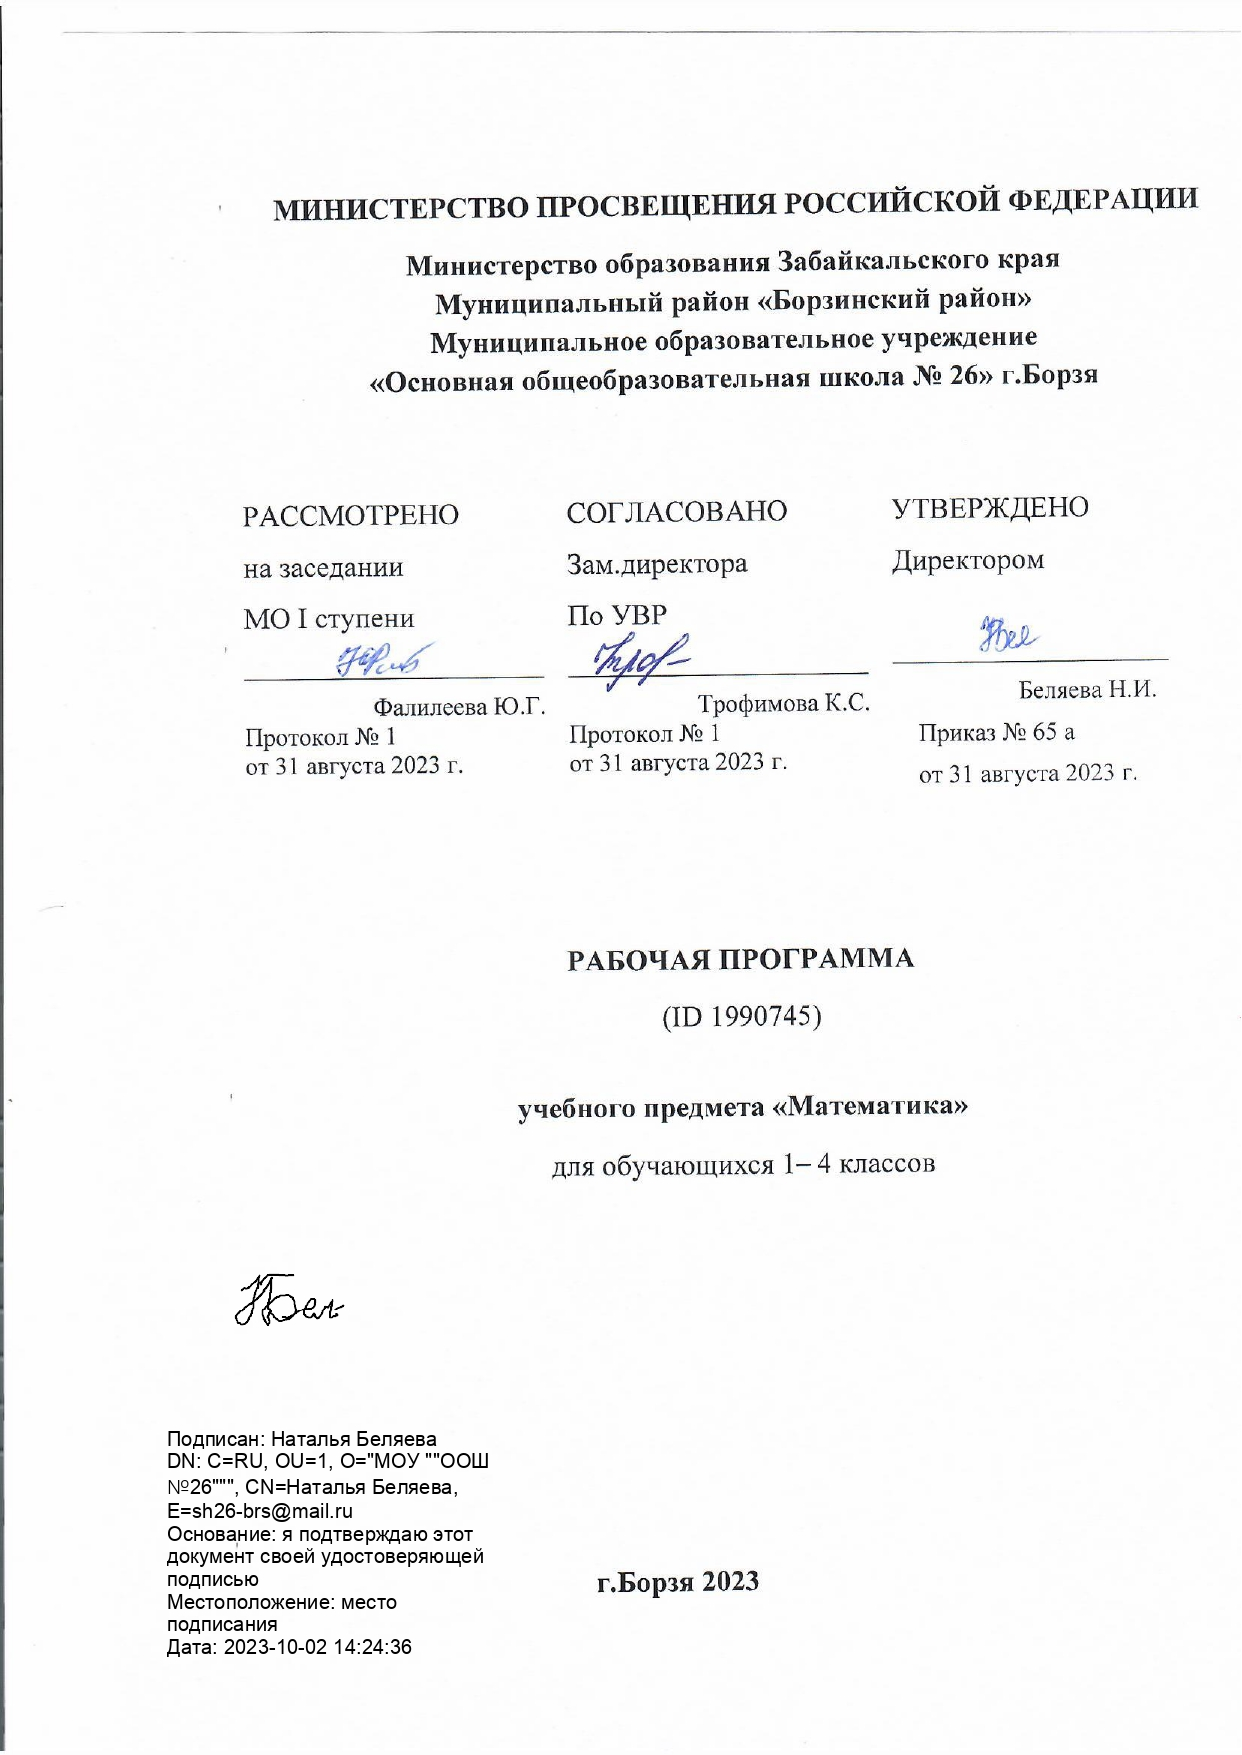 МИНИСТЕРСТВО ПРОСВЕЩЕНИЯ РОССИЙСКОЙ ФЕДЕРАЦИИ
Министерство образования Забайкальского края
Муниципальный район «Борзинский район»
Муниципальное образовательное учреждение
«Основная общеобразовательная школа № 26» г.Борзя
РАССМОТРЕНО
на заседании
МО I ступени
Фалилеева Ю.Г.
Протокол № 1
от 31 августа 2023 г.
СОГЛАСОВАНО
Зам.директора
По УВР
Трофимова К.С.
Протокол № 1
от 31 августа 2023 г.
УТВЕРЖДЕНО
Директором
Беляева Н.И.
Приказ № 65 а
от 31 августа 2023 г.
РАБОЧАЯ ПРОГРАММА
(ID 1990745)
учебного предмета «Математика»
для обучающихся 1– 4 классов
Подписан: Наталья Беляева
DN: C=RU, OU=1, O="МОУ ""ООШ
№26""", CN=Наталья Беляева,
E=sh26-brs@mail.ru
Основание: я подтверждаю этот
документ своей удостоверяющей
подписью
Местоположение: место
подписания
Дата: 2023-10-02 14:24:36
г.Борзя 2023